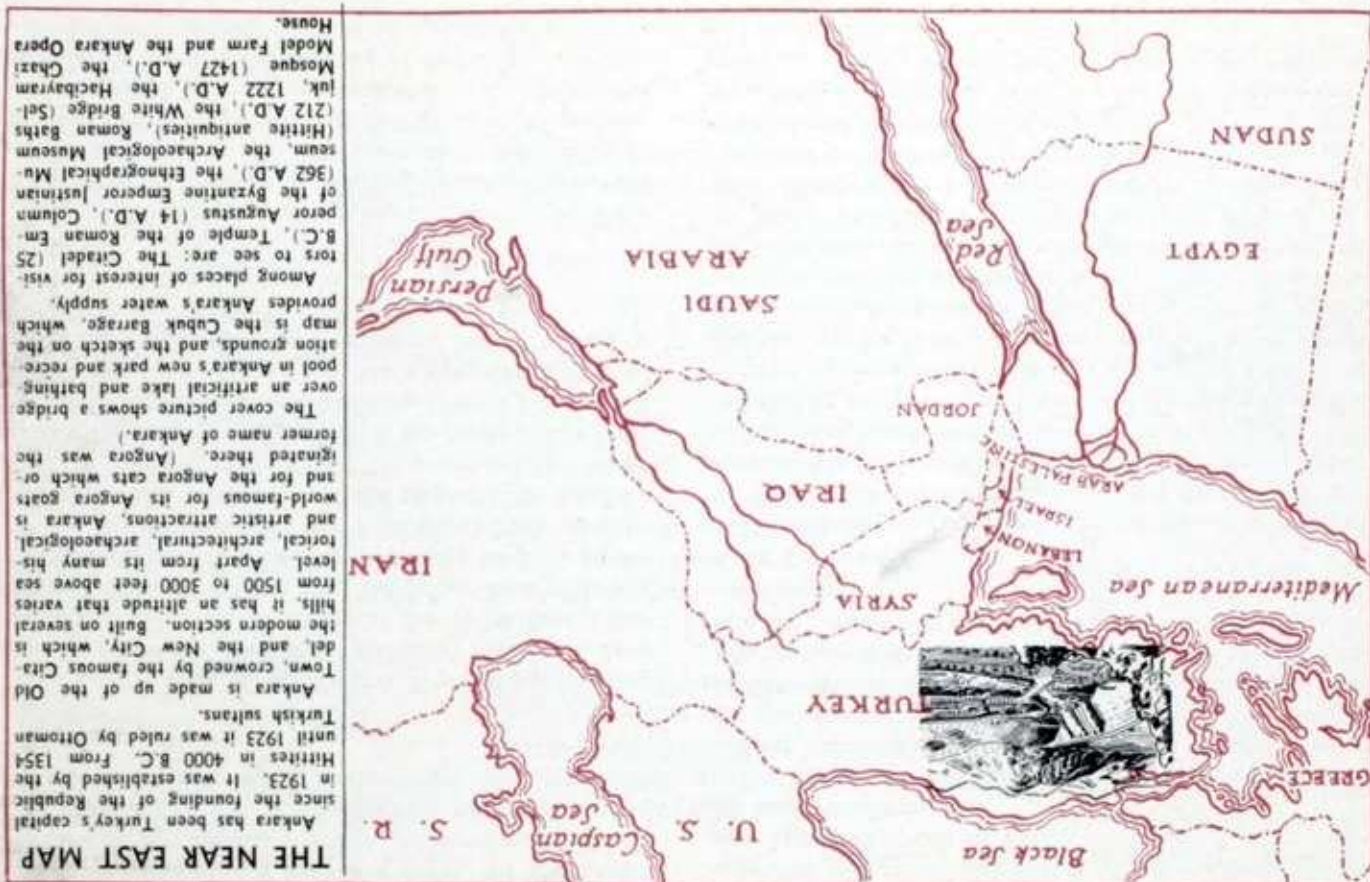 THE NEAR EAST MAP
Ankara has been Turkey's capital
since the founding of the Republic
in 1923. It was established by the
Hittites in 4000 B.C. From 1354
until 1923 it was ruled by Ottoman
Turkish sultans.
Ankara is made up of the Old
Town, crowned by the famous Cita-
del, and the New City, which is
the modern section. Built on several
hills, it has an altitude that varies
from 1500 to 3000 feet above sea
level. Apart from its many his-
torical, architectural, archaeological,
and artistic attractions, Ankara is
world-famous for its Angora goats
and for the Angora cats which or-
iginated there. (Angora was the
former name of Ankara.)
The cover picture shows a bridge
over an artificial lake and bathing-
pool in Ankara's new park and recre-
ation grounds, and the sketch on the
map is the Cubuk Barrage, which
provides Ankara's water supply.
Among places of interest for visi-
tors to see are: The Citadel (25
B.C.), Temple of the Roman Em-
peror Augustus (14 A.D.), Column
of the Byzantine Emperor Justinian
(362 A.D.), the Ethnographical Mu-
seum, the Archaeological Museum
(Hittite antiquities), Roman Baths
(212 A.D.), the White Bridge (Sel-
juk, 1222 A.D.), the Hacibayram
Mosque (1427 A.D.), the Ghazi
Model Farm and the Ankara Opera
House.
Black Sea
U. S. S. R.
Caspian
Sea
GREECE
TURKEY
Mediterranean Sea
SYRIA
LEBANON
ISRAEL
ARAB PALESTINE
IRAQ
IRAN
JORDAN
EGYPT
Red
Sea
SAUDI
ARABIA
Persian
Gulf
SUDAN